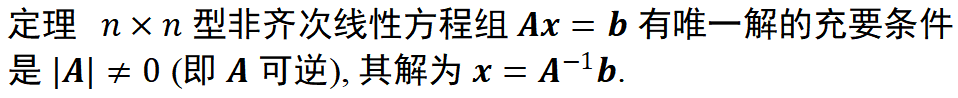 定理 n × n 型非齐次线性方程组 Ax = b 有唯一解的充要条件
是 |A| ≠ 0 (即 A 可逆), 其解为 x = A⁻¹b.